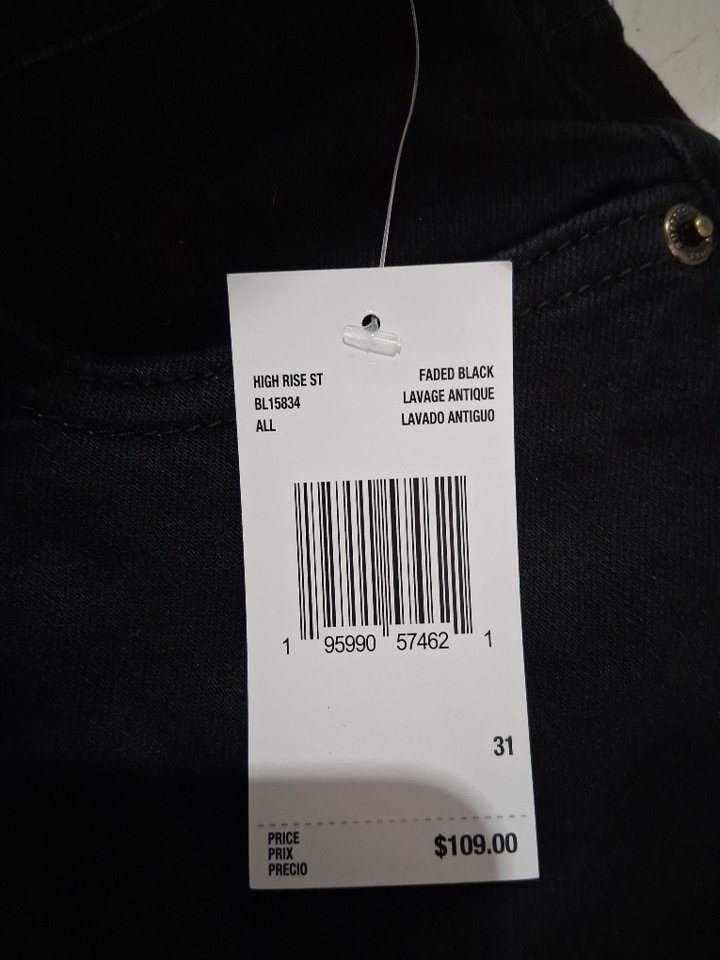 HIGH RISE ST
BL15834
ALL
FADED BLACK
LAVAGE ANTIQUE
LAVADO ANTIGUO
1 95990 57462 1
31
PRICE
PRIX
PRECIO
$109.00